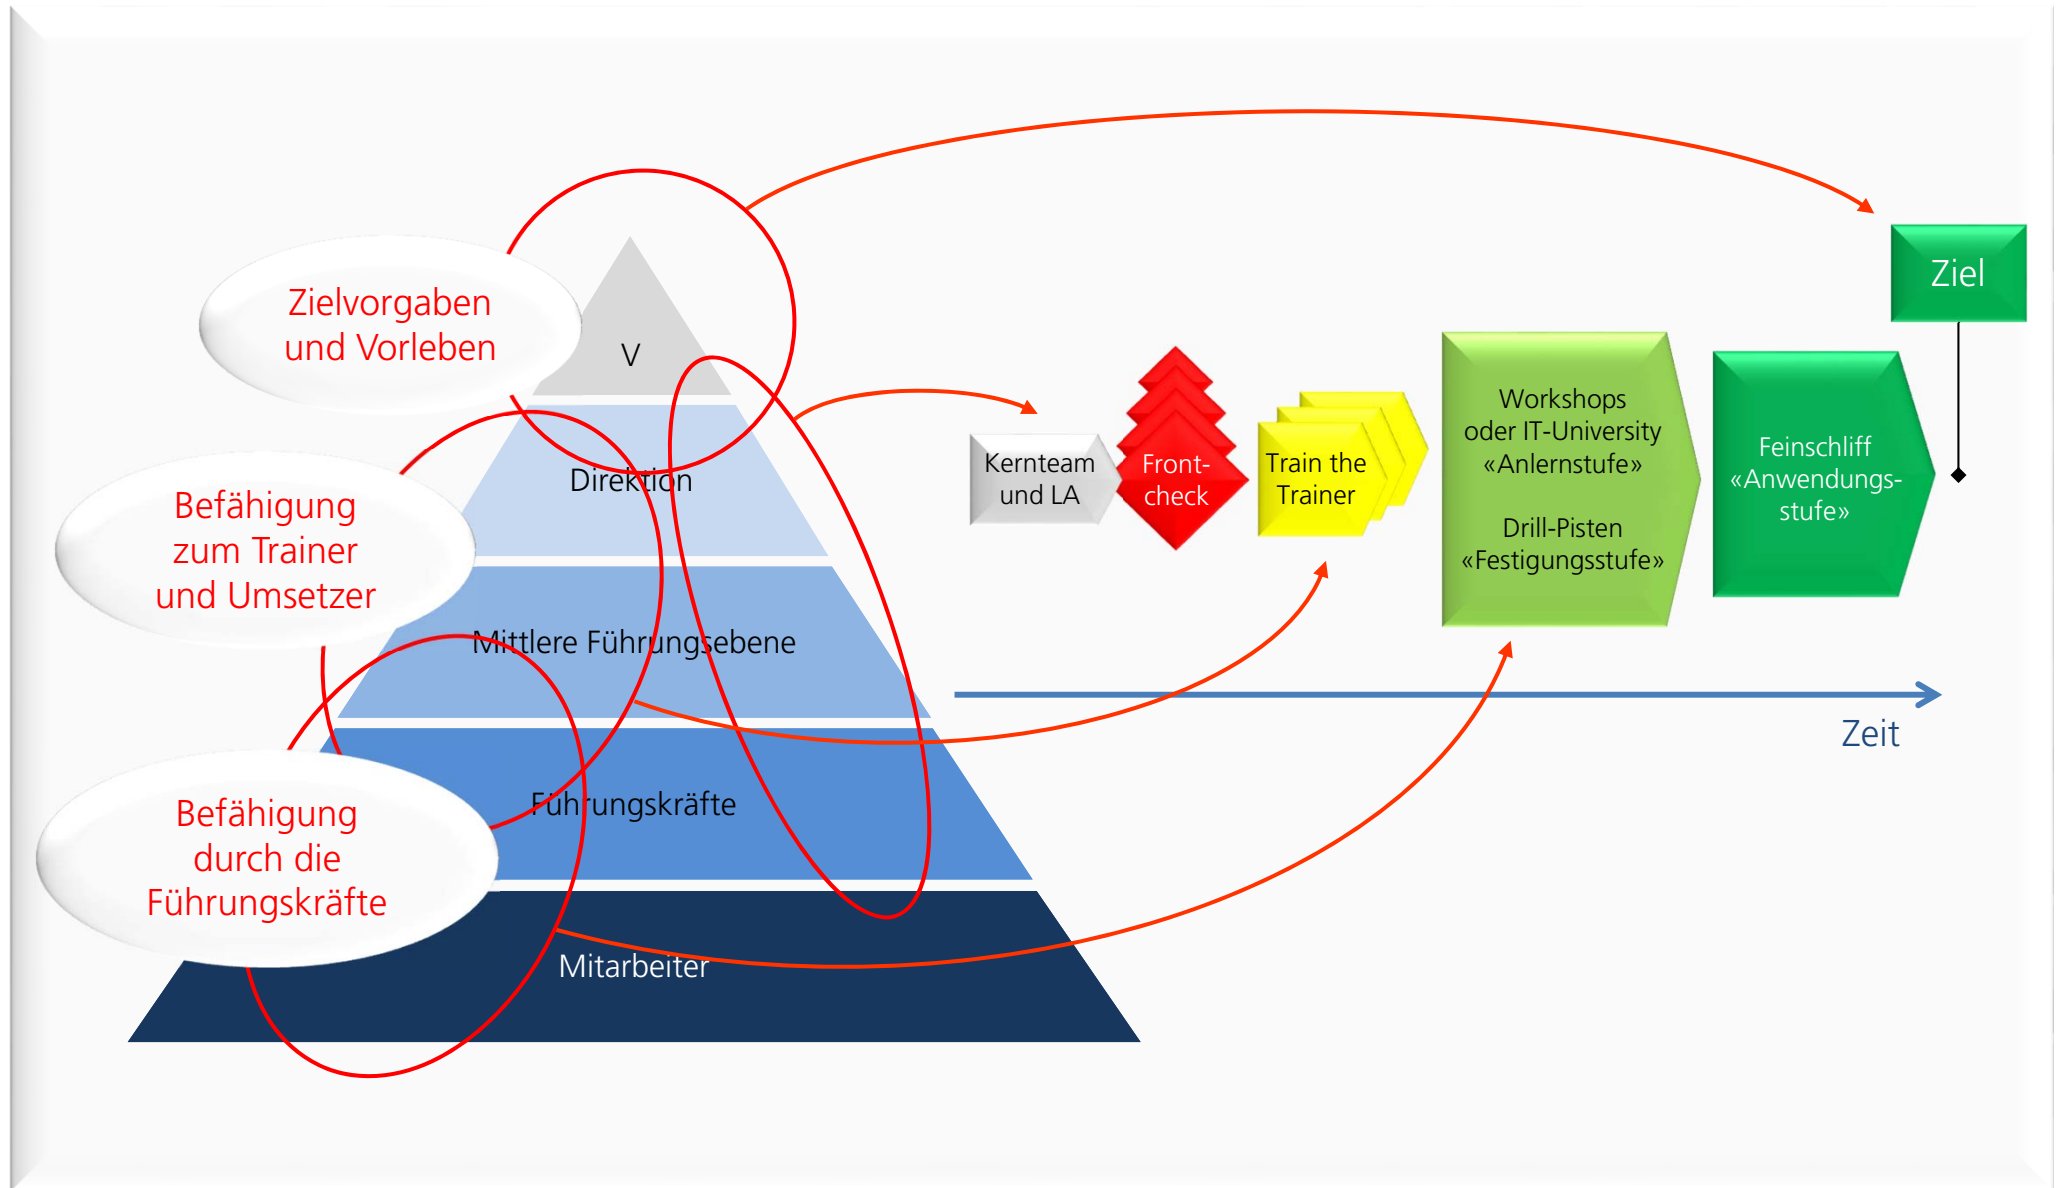 Zielvorgaben
und Vorleben
Befähigung
zum Trainer
und Umsetzer
Befähigung
durch die
Führungskräfte
V
Direktion
Mittlere Führungsebene
Führungskräfte
Mitarbeiter
Kernteam
und LA
Front-
check
Train the
Trainer
Workshops
oder IT-University
«Anlernstufe»
Drill-Pisten
«Festigungsstufe»
Feinschliff
«Anwendungs-
stufe»
Ziel
Zeit